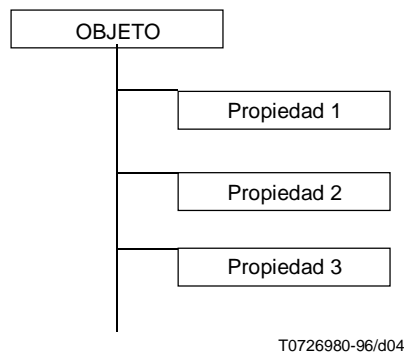 OBJETO
Propiedad 1
Propiedad 2
Propiedad 3
T0726980-96/d04